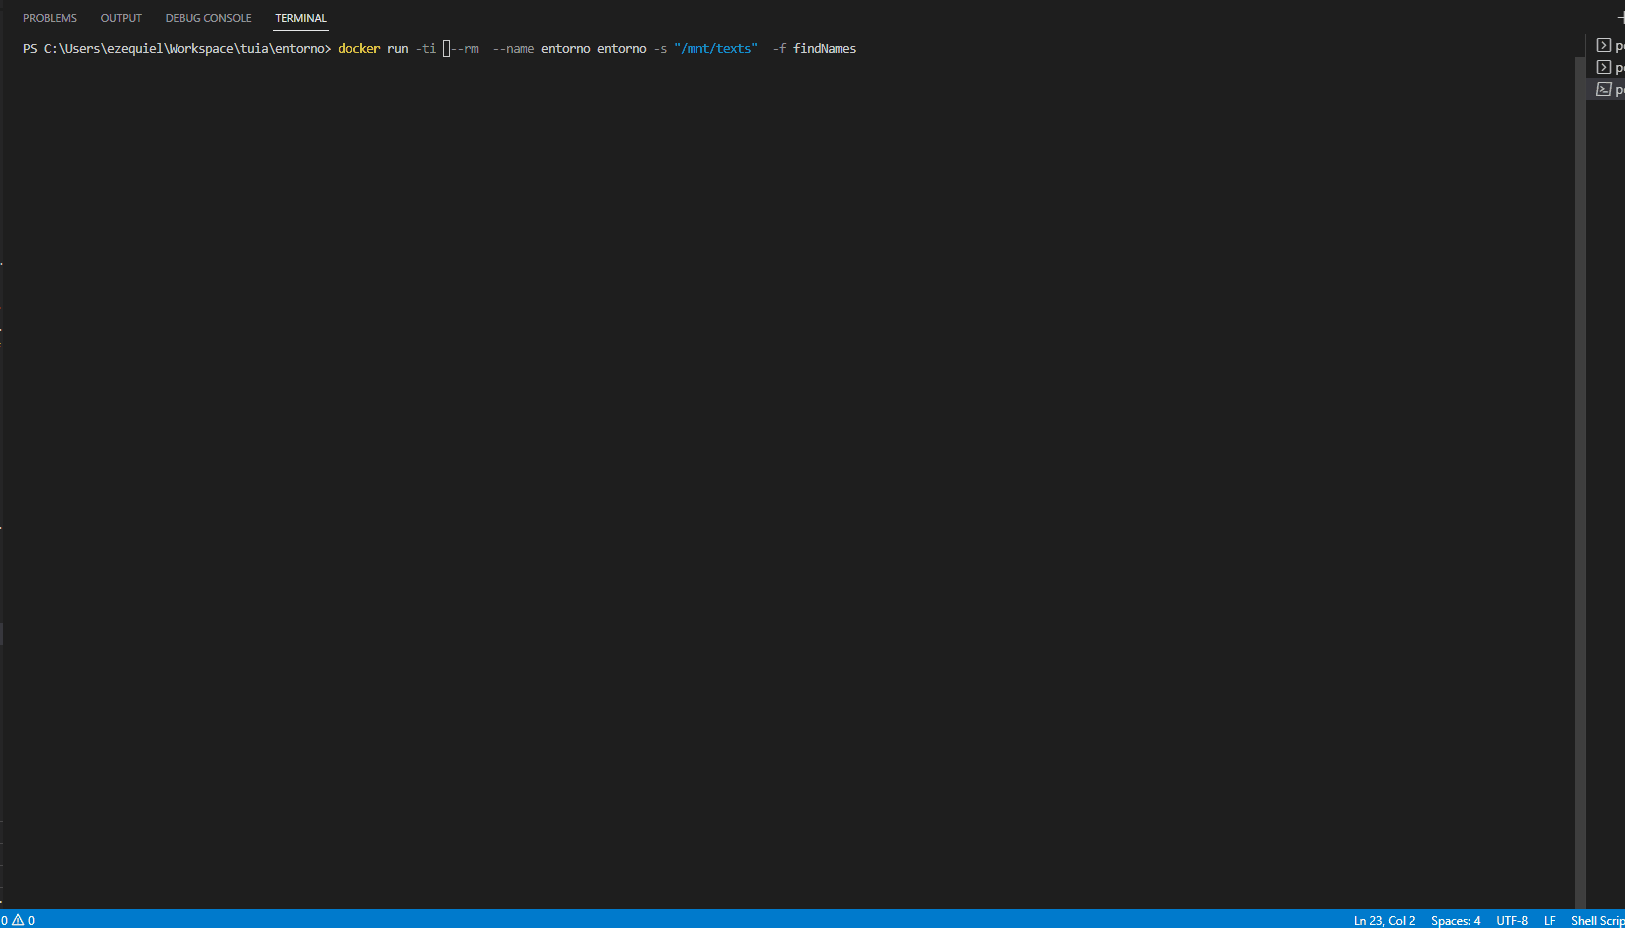 PROBLEMS OUTPUT DEBUG CONSOLE TERMINAL
PS C:\Users\ezequiel\Workspace\tuia\entorno> docker run -ti --rm  --name entorno entorno -s "/mnt/texts"  -f findNames
0 0 Ln 23, Col 2 Spaces: 4 UTF-8 LF Shell Scrip